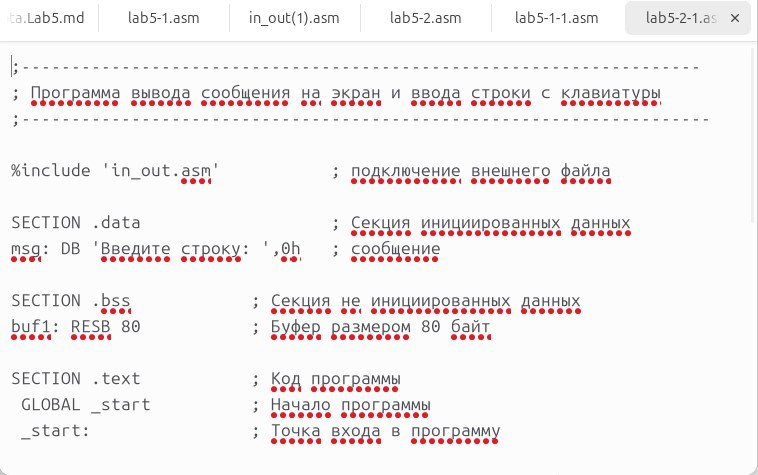 ta.Lab5.md lab5-1.asm in_out(1).asm lab5-2.asm lab5-1-1.asm lab5-2-1.as ×
;--------------------------------------------------------------------
; Программа вывода сообщения на экран и ввода строки с клавиатуры
;---------------------------------------------------------------------
%include 'in_out.asm' ; подключение внешнего файла
SECTION .data ; Секция инициированных данных
msg: DB 'Введите строку: ',0h ; сообщение
SECTION .bss ; Секция не инициированных данных
buf1: RESB 80 ; Буфер размером 80 байт
SECTION .text ; Код программы
GLOBAL _start ; Начало программы
_start: ; Точка входа в программу